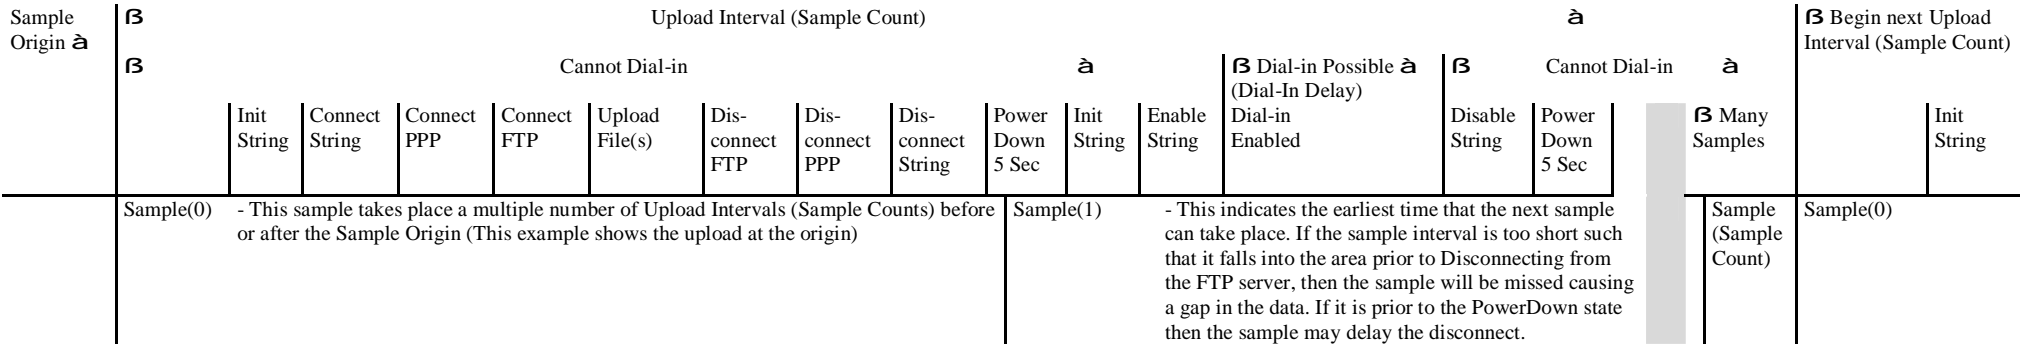 Sample
Origin à
ß Upload Interval (Sample Count) à
ß Begin next Upload
Interval (Sample Count)
ß Cannot Dial-in à
ß Dial-in Possible à
(Dial-In Delay)
ß Cannot Dial-in à
Init
String
Connect
String
Connect
PPP
Connect
FTP
Upload
File(s)
Dis-
connect
FTP
Dis-
connect
PPP
Dis-
connect
String
Power
Down
5 Sec
Init
String
Enable
String
Dial-in
Enabled
Disable
String
Power
Down
5 Sec
ß Many
Samples
Init
String
Sample(0)
- This sample takes place a multiple number of Upload Intervals (Sample Counts) before
or after the Sample Origin (This example shows the upload at the origin)
Sample(1)
- This indicates the earliest time that the next sample
can take place. If the sample interval is too short such
that it falls into the area prior to Disconnecting from
the FTP server, then the sample will be missed causing
a gap in the data. If it is prior to the PowerDown state
then the sample may delay the disconnect.
Sample
(Sample
Count)
Sample(0)